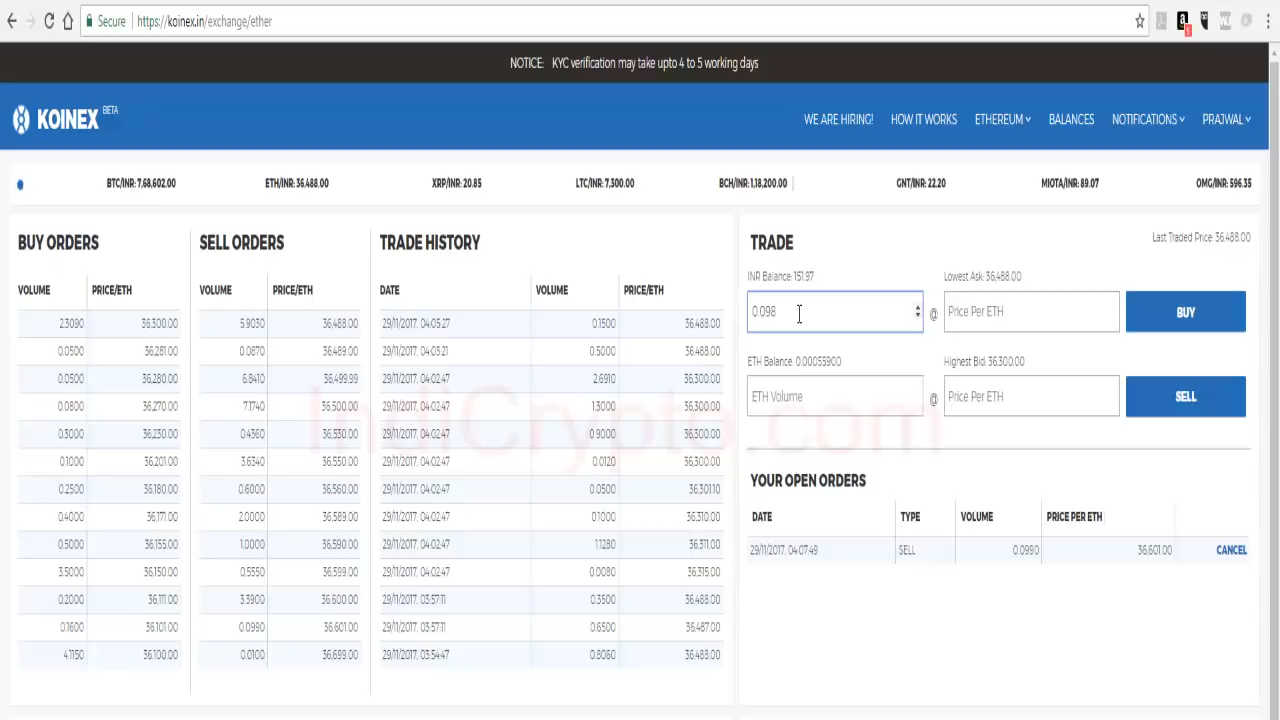 Secure https://koinex.in/exchange/ether
NOTICE: KYC verification may take upto 4 to 5 working days
KOINEX BETA
WE ARE HIRING! HOW IT WORKS ETHEREUM BALANCES NOTIFICATIONS PRAJWAL
BTC/INR: 7,68,602.00 ETH/INR: 36,488.00 XRP/INR: 20.85 LTC/INR: 7,300.00 BCH/INR: 1,18,200.00 GNT/INR: 22.20 MIOTA/INR: 89.07 OMG/INR: 596.35
BUY ORDERS
VOLUME PRICE/ETH
2.3090 36,300.00
0.0500 36,281.00
0.0500 36,280.00
0.0800 36,270.00
0.3000 36,230.00
0.1000 36,201.00
0.2500 36,180.00
0.4000 36,171.00
0.5000 36,155.00
3.5000 36,150.00
0.2000 36,111.00
0.1600 36,101.00
4.1150 36,100.00
SELL ORDERS
VOLUME PRICE/ETH
5.9030 36,488.00
0.0870 36,489.00
6.8410 36,499.99
7.1740 36,500.00
0.4360 36,530.00
3.6340 36,550.00
0.6000 36,560.00
2.0000 36,589.00
1.0000 36,590.00
0.5550 36,599.00
3.3900 36,600.00
0.0990 36,601.00
0.0100 36,699.00
TRADE HISTORY
DATE VOLUME PRICE/ETH
29/11/2017, 04:05:27 0.1500 36,488.00
29/11/2017, 04:03:21 0.5000 36,488.00
29/11/2017, 04:02:47 2.6910 36,300.00
29/11/2017, 04:02:47 1.3000 36,300.00
29/11/2017, 04:02:47 0.9000 36,300.00
29/11/2017, 04:02:47 0.0120 36,300.00
29/11/2017, 04:02:47 0.0500 36,301.10
29/11/2017, 04:02:47 0.1000 36,310.00
29/11/2017, 04:02:47 1.1280 36,311.00
29/11/2017, 04:02:47 0.0080 36,315.00
29/11/2017, 03:57:11 0.3500 36,488.00
29/11/2017, 03:57:11 0.6500 36,487.00
29/11/2017, 03:54:47 0.8060 36,488.00
TRADE
Last Traded Price: 36,488.00
INR Balance: 151.97 Lowest Ask: 36,488.00
0.098 @ Price Per ETH BUY
ETH Balance: 0.00055900 Highest Bid: 36,300.00
ETH Volume @ Price Per ETH SELL
YOUR OPEN ORDERS
DATE TYPE VOLUME PRICE PER ETH
29/11/2017, 04:07:49 SELL 0.0990 36,601.00 CANCEL
IndiCrypto.com